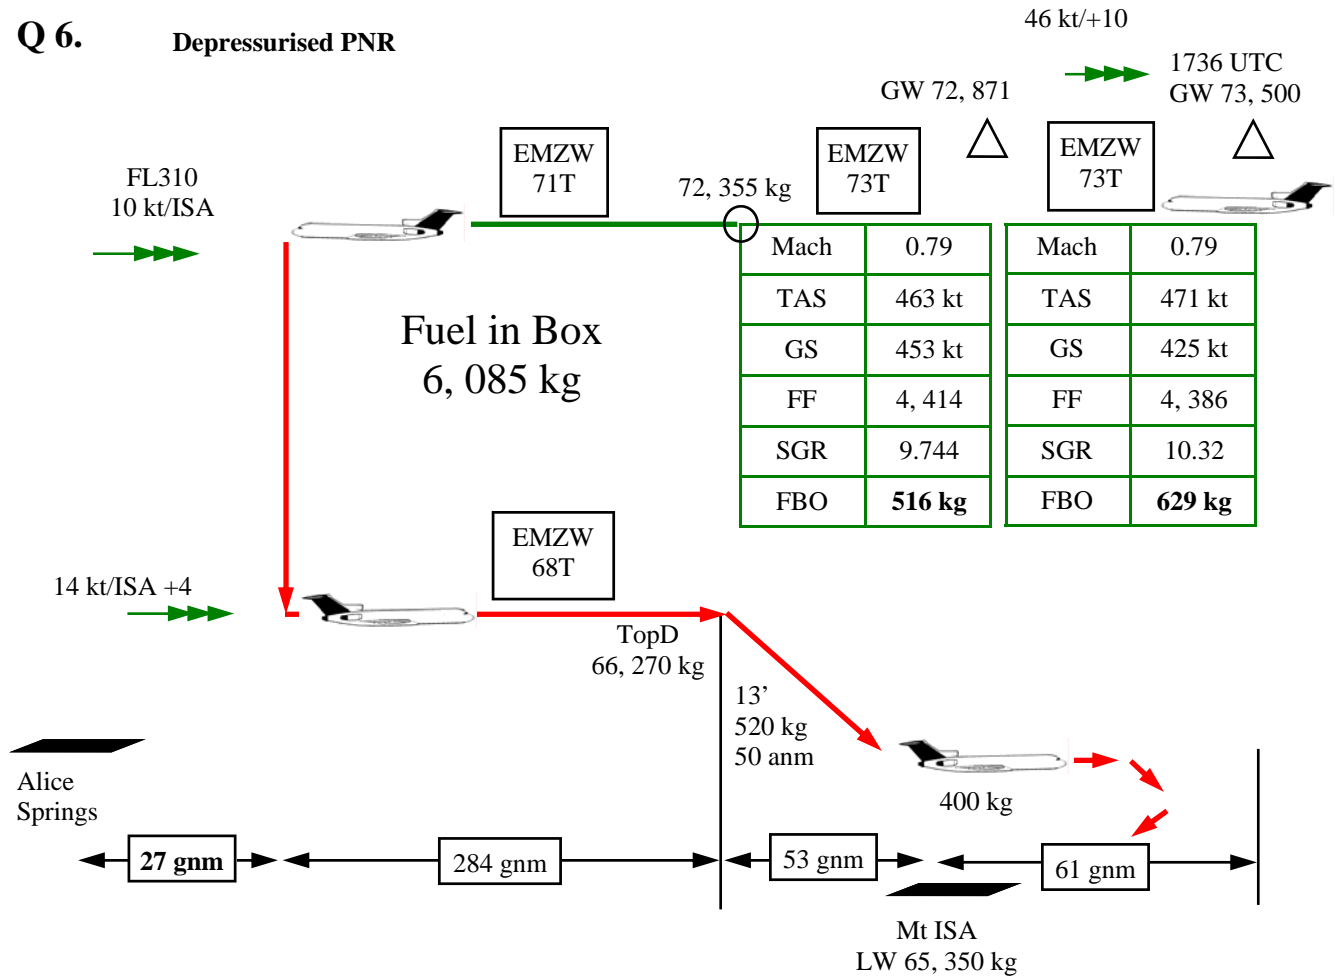 Q 6.
Depressurised PNR
46 kt/+10
1736 UTC
GW 73, 500
GW 72, 871
EMZW
71T
EMZW
73T
EMZW
73T
FL310
10 kt/ISA
72, 355 kg
Mach 0.79
TAS 463 kt
GS 453 kt
FF 4, 414
SGR 9.744
FBO 516 kg
Mach 0.79
TAS 471 kt
GS 425 kt
FF 4, 386
SGR 10.32
FBO 629 kg
Fuel in Box
6, 085 kg
EMZW
68T
14 kt/ISA +4
TopD
66, 270 kg
13’
520 kg
50 anm
400 kg
Alice
Springs
27 gnm
284 gnm
53 gnm
61 gnm
Mt ISA
LW 65, 350 kg